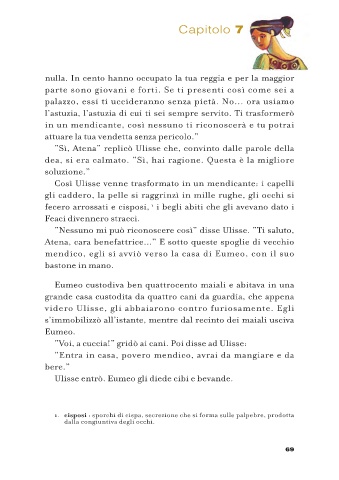 Capitolo 7
nulla. In cento hanno occupato la tua reggia e per la maggior
parte sono giovani e forti. Se ti presenti così come sei a
palazzo, essi ti uccideranno senza pietà. No... ora usiamo
l'astuzia, l'astuzia di cui ti sei sempre servito. Ti trasformerò
in un mendicante, così nessuno ti riconoscerà e tu potrai
attuare la tua vendetta senza pericolo."
"Sì, Atena" replicò Ulisse che, convinto dalle parole della
dea, si era calmato. "Sì, hai ragione. Questa è la migliore
soluzione."
Così Ulisse venne trasformato in un mendicante: i capelli
gli caddero, la pelle si raggrinzì in mille rughe, gli occhi si
fecero arrossati e cisposi, ¹ i begli abiti che gli avevano dato i
Feaci divennero stracci.
"Nessuno mi può riconoscere così" disse Ulisse. "Ti saluto,
Atena, cara benefattrice..." E sotto queste spoglie di vecchio
mendico, egli si avviò verso la casa di Eumeo, con il suo
bastone in mano.
Eumeo custodiva ben quattrocento maiali e abitava in una
grande casa custodita da quattro cani da guardia, che appena
videro Ulisse, gli abbaiarono contro furiosamente. Egli
s'immobilizzò all'istante, mentre dal recinto dei maiali usciva
Eumeo.
"Voi, a cuccia!" gridò ai cani. Poi disse ad Ulisse:
"Entra in casa, povero mendico, avrai da mangiare e da
bere."
Ulisse entrò. Eumeo gli diede cibi e bevande.
1. cisposi : sporchi di cispa, secrezione che si forma sulle palpebre, prodotta
dalla congiuntiva degli occhi.
69